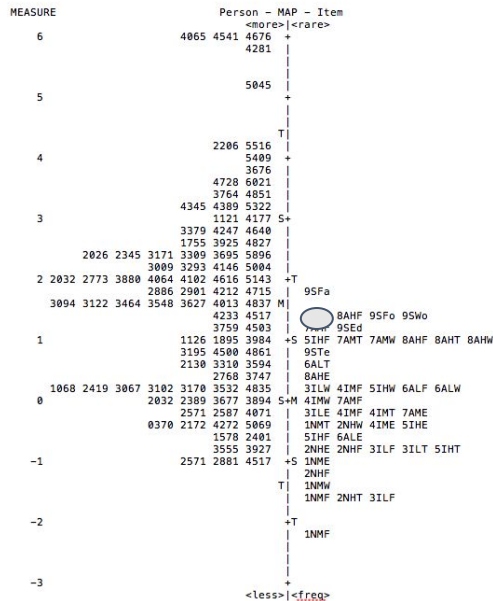 MEASURE Person - MAP - Item
<more>|<rare>
6 4065 4541 4676 +
4281 |
|
|
5045 |
5 +
|
|
T|
2206 5516 |
4 5409 +
3676 |
4728 6021 |
3764 4851 |
4345 4389 5322 |
3 1121 4177 S+
3379 4247 4640 |
1755 3925 4827 |
2026 2345 3171 3309 3695 5896 |
3009 3293 4146 5004 |
2 2032 2773 3880 4064 4102 4616 5143 +T
2886 2901 4212 4715 | 9SFa
3094 3122 3464 3548 3627 4013 4837 M|
4233 4517 | 8AHF 9SFo 9SWo
3759 4503 | 9SEd
1 1126 1895 3984 +S 5IHF 7AMT 7AMW 8AHF 8AHT 8AHW
3195 4500 4861 | 9STe
2130 3310 3594 | 6ALT
2768 3747 | 8AHE
1068 2419 3067 3102 3170 3532 4835 | 3ILW 4IMF 5IHW 6ALF 6ALW
0 2032 2389 3677 3894 S+M 4IMW 7AMF
2571 2587 4071 | 3ILE 4IMF 4IMT 7AME
0370 2172 4272 5069 | 1NMT 2NHW 4IME 5IHE
1578 2401 | 5IHF 6ALE
3555 3927 | 2NHE 2NHF 3ILF 3ILT 5IHT
-1 2571 2881 4517 +S 1NME
| 2NHF
T| 1NMW
| 1NMF 2NHT 3ILF
|
-2 +T
| 1NMF
|
|
|
-3 +
<less>|<freq>